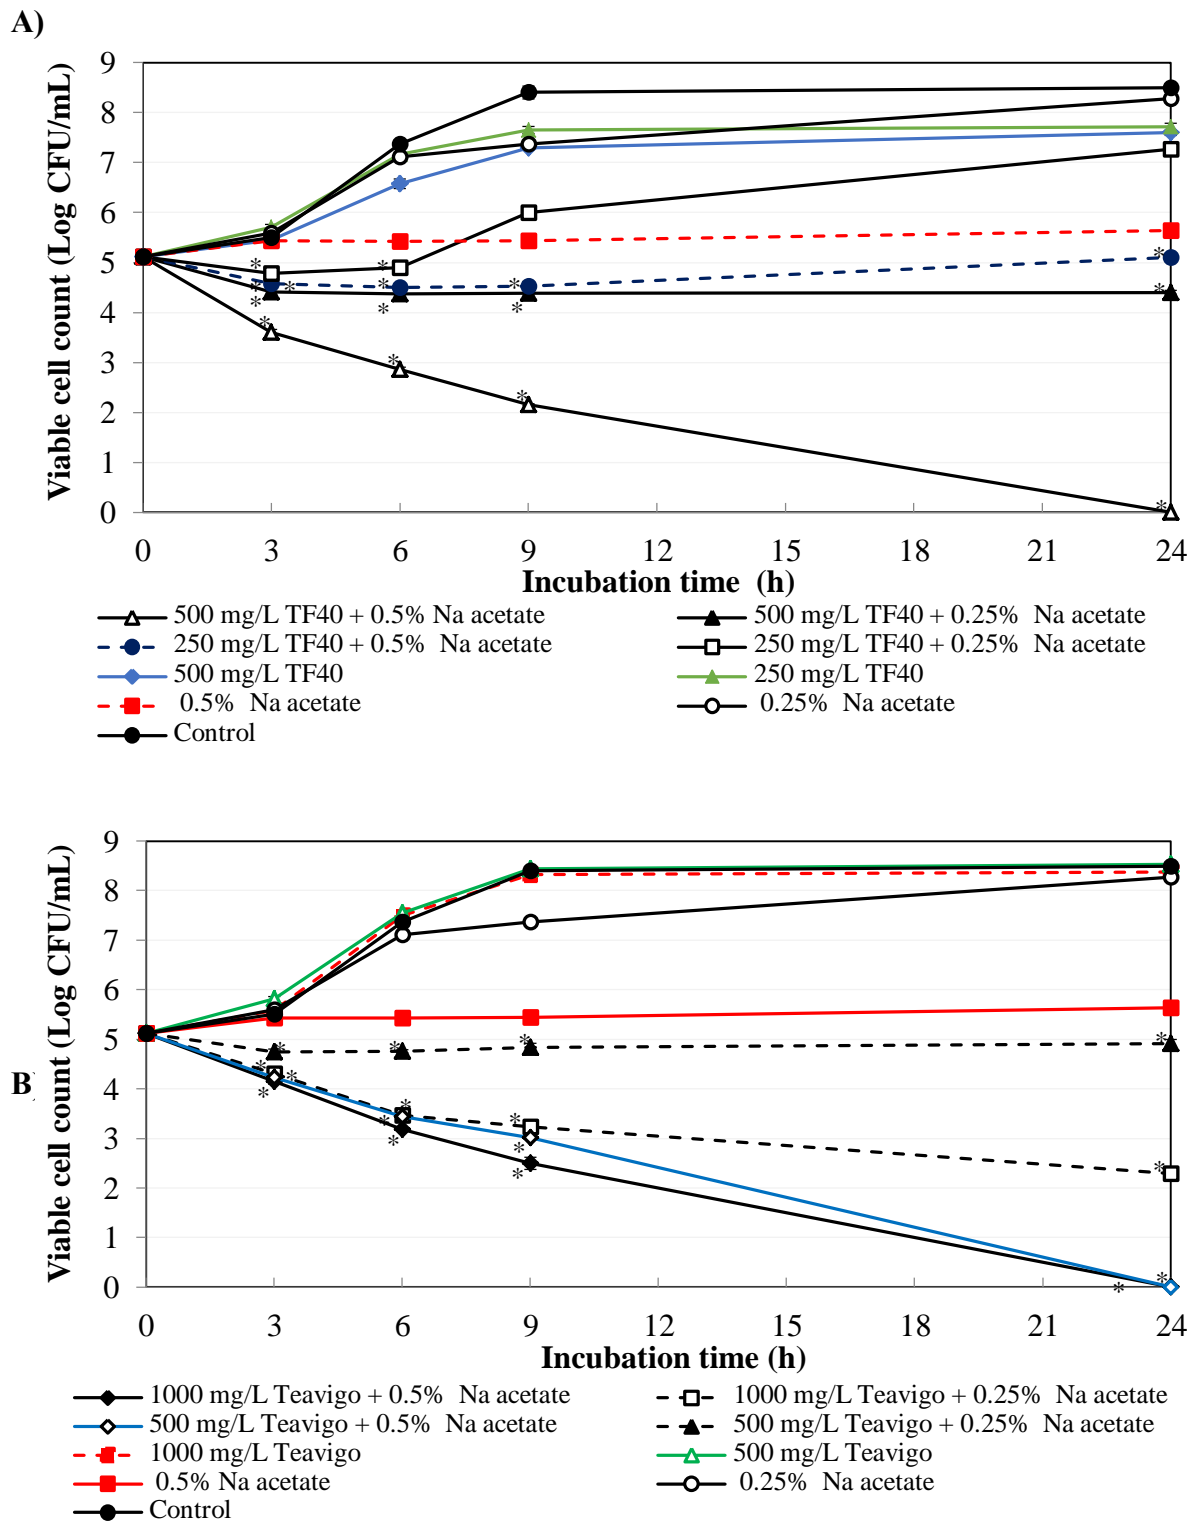 A)
9
8
7
6
5
4
3
2
1
0
Viable cell count (Log CFU/mL)
* * * * * * * * * * * * * * *
0 3 6 9 12 15 18 21 24
Incubation time (h)
500 mg/L TF40 + 0.5% Na acetate 500 mg/L TF40 + 0.25% Na acetate
250 mg/L TF40 + 0.5% Na acetate 250 mg/L TF40 + 0.25% Na acetate
500 mg/L TF40 250 mg/L TF40
0.5% Na acetate 0.25% Na acetate
Control
B)
9
8
7
6
5
4
3
2
1
0
Viable cell count (Log CFU/mL)
* * * * * * * * * * * * * * * *
0 3 6 9 12 15 18 21 24
Incubation time (h)
1000 mg/L Teavigo + 0.5% Na acetate 1000 mg/L Teavigo + 0.25% Na acetate
500 mg/L Teavigo + 0.5% Na acetate 500 mg/L Teavigo + 0.25% Na acetate
1000 mg/L Teavigo 500 mg/L Teavigo
0.5% Na acetate 0.25% Na acetate
Control